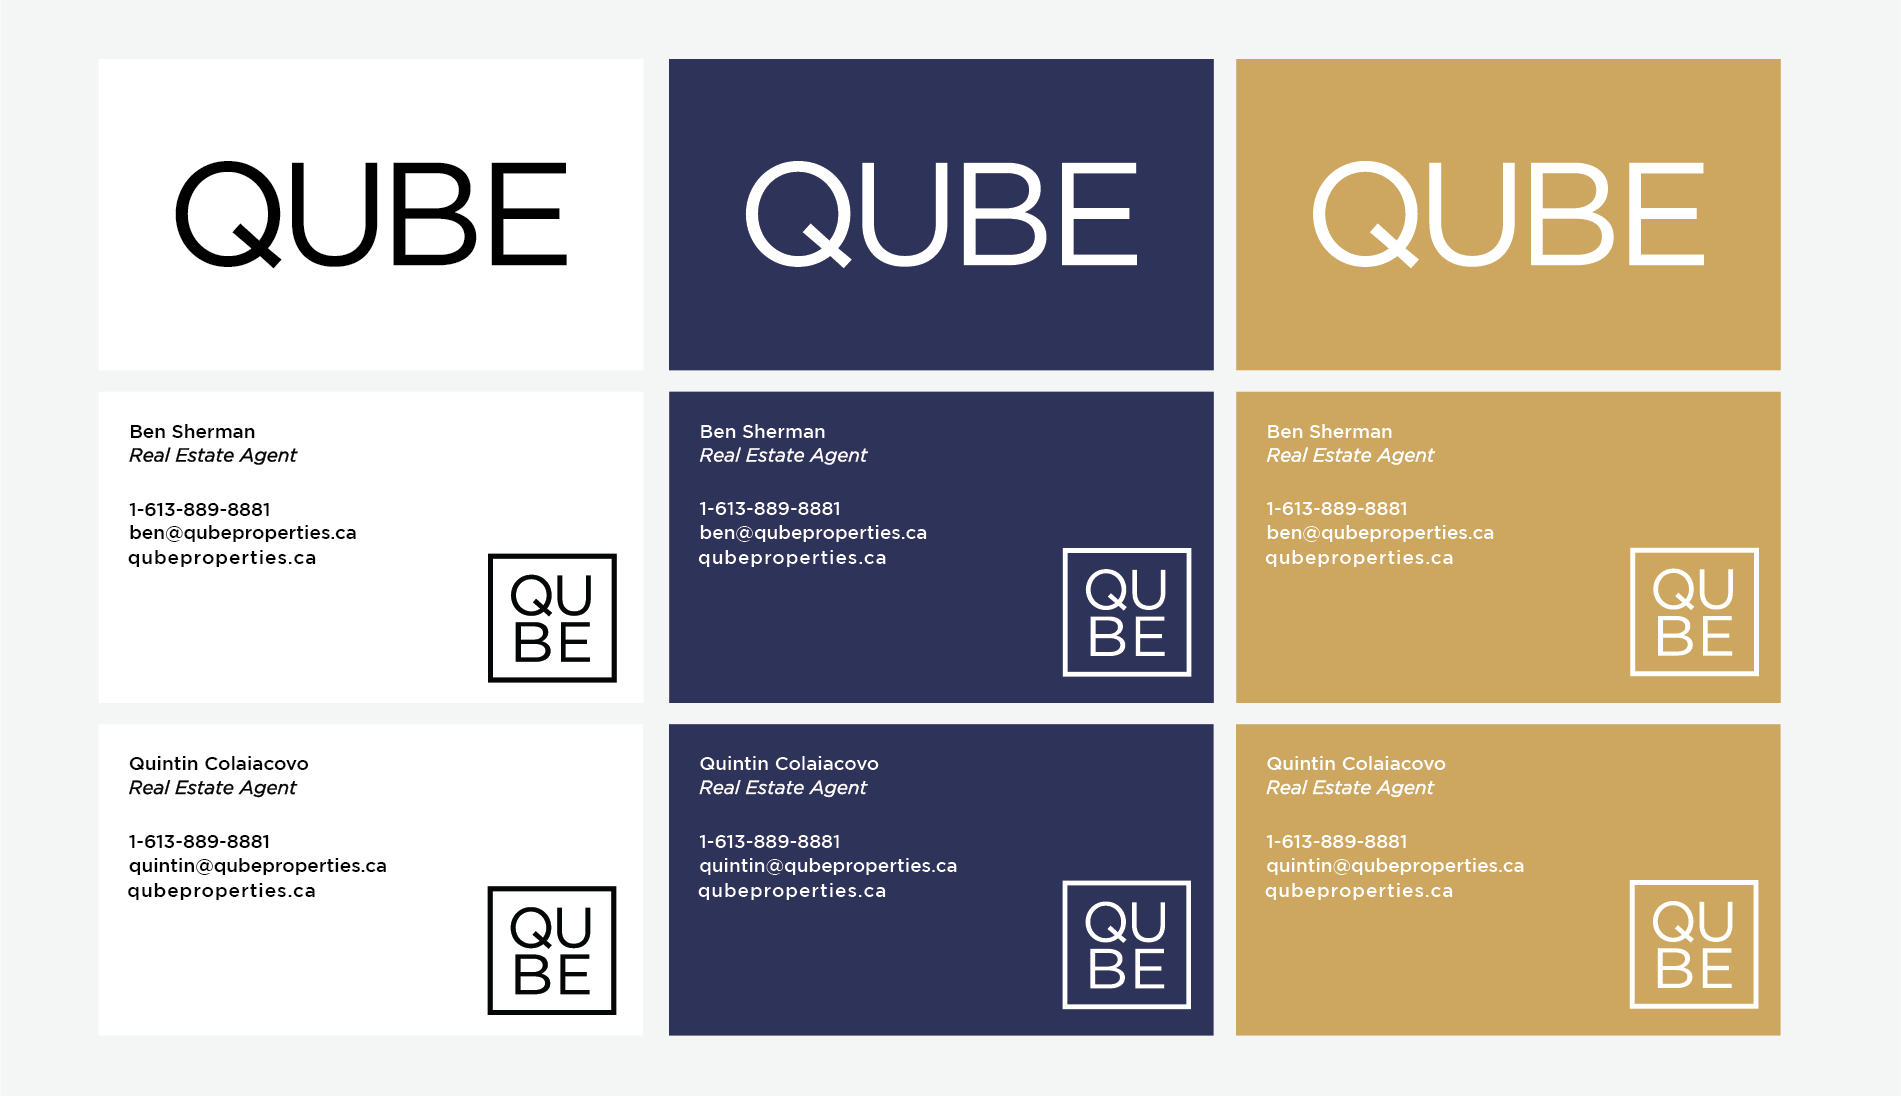 QUBE
QUBE
QUBE
Ben Sherman
Real Estate Agent
1-613-889-8881
ben@qubeproperties.ca
qubeproperties.ca
QU
BE
Ben Sherman
Real Estate Agent
1-613-889-8881
ben@qubeproperties.ca
qubeproperties.ca
QU
BE
Ben Sherman
Real Estate Agent
1-613-889-8881
ben@qubeproperties.ca
qubeproperties.ca
QU
BE
Quintin Colaiacovo
Real Estate Agent
1-613-889-8881
quintin@qubeproperties.ca
qubeproperties.ca
QU
BE
Quintin Colaiacovo
Real Estate Agent
1-613-889-8881
quintin@qubeproperties.ca
qubeproperties.ca
QU
BE
Quintin Colaiacovo
Real Estate Agent
1-613-889-8881
quintin@qubeproperties.ca
qubeproperties.ca
QU
BE